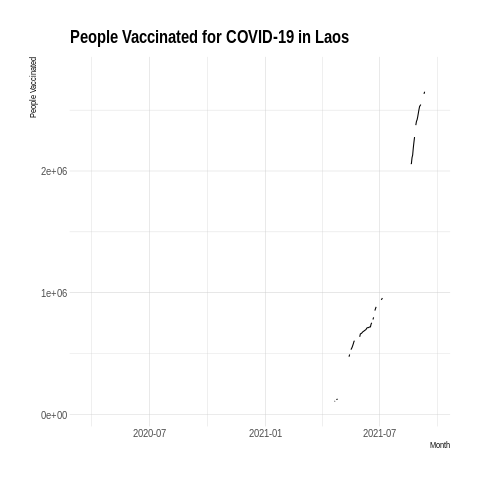 People Vaccinated for COVID-19 in Laos
People Vaccinated
2e+06
1e+06
0e+00
2020-07
2021-01
2021-07
Month